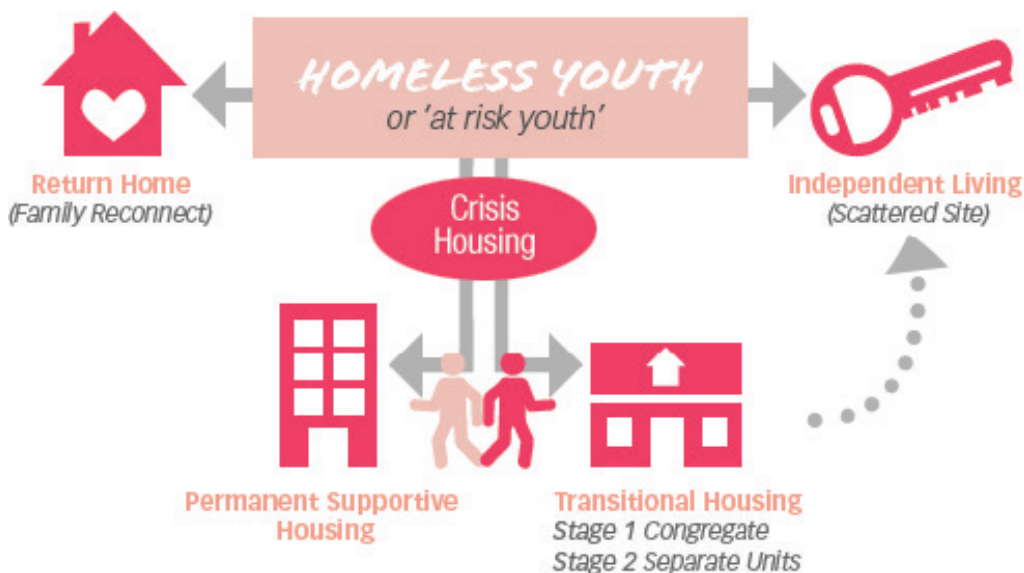 HOMELESS YOUTH
or 'at risk youth'
Return Home
(Family Reconnect)
Independent Living
(Scattered Site)
Crisis
Housing
Permanent Supportive
Housing
Transitional Housing
Stage 1 Congregate
Stage 2 Separate Units